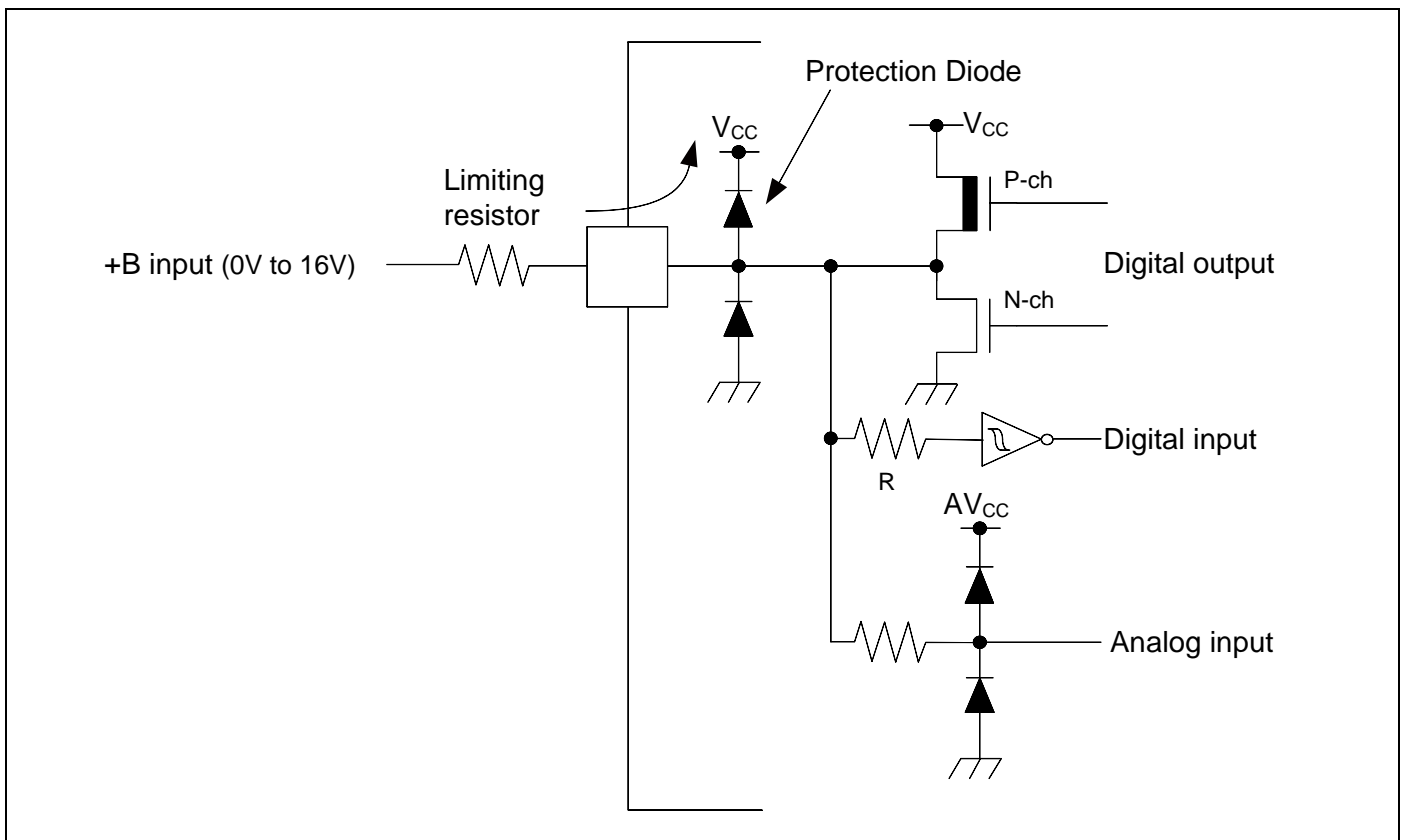 Protection Diode
VCC
VCC
P-ch
Limiting
resistor
+B input (0V to 16V)
Digital output
N-ch
Digital input
R
AVCC
Analog input